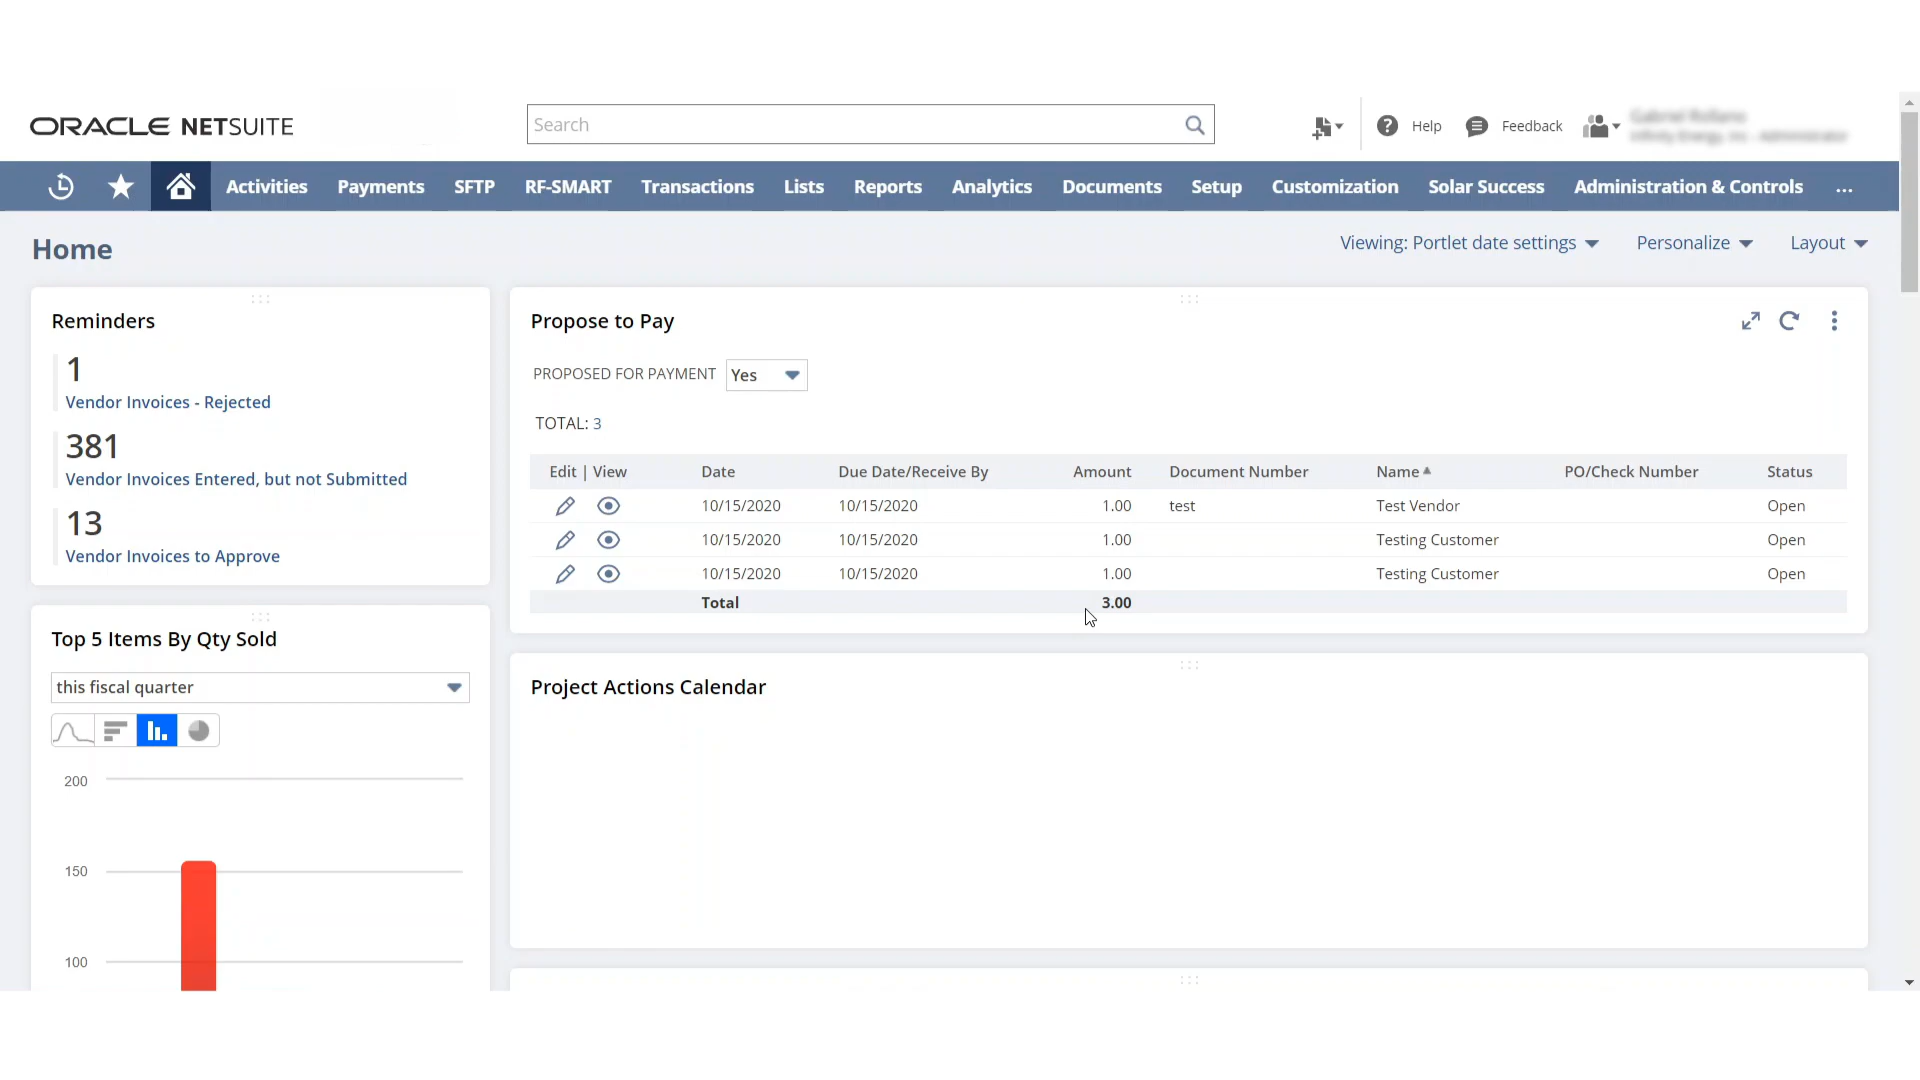 ORACLE NETSUITE
Search
Help
Feedback
Activities Payments SFTP RF-SMART Transactions Lists Reports Analytics Documents Setup Customization Solar Success Administration & Controls ...
Home
Viewing: Portlet date settings Personalize Layout
Reminders
1
Vendor Invoices - Rejected
381
Vendor Invoices Entered, but not Submitted
13
Vendor Invoices to Approve
Top 5 Items By Qty Sold
this fiscal quarter
200
150
100
Propose to Pay
PROPOSED FOR PAYMENT Yes
TOTAL: 3
Edit | View Date Due Date/Receive By Amount Document Number Name PO/Check Number Status
10/15/2020 10/15/2020 1.00 test Test Vendor Open
10/15/2020 10/15/2020 1.00 Testing Customer Open
10/15/2020 10/15/2020 1.00 Testing Customer Open
Total 3.00
Project Actions Calendar